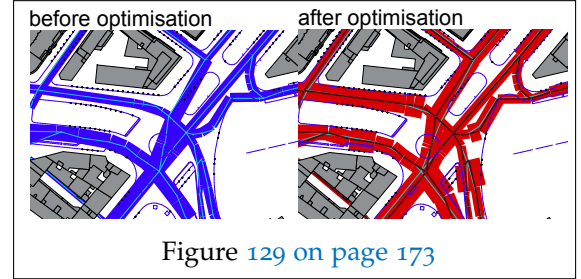 before optimisation
after optimisation
Figure 129 on page 173